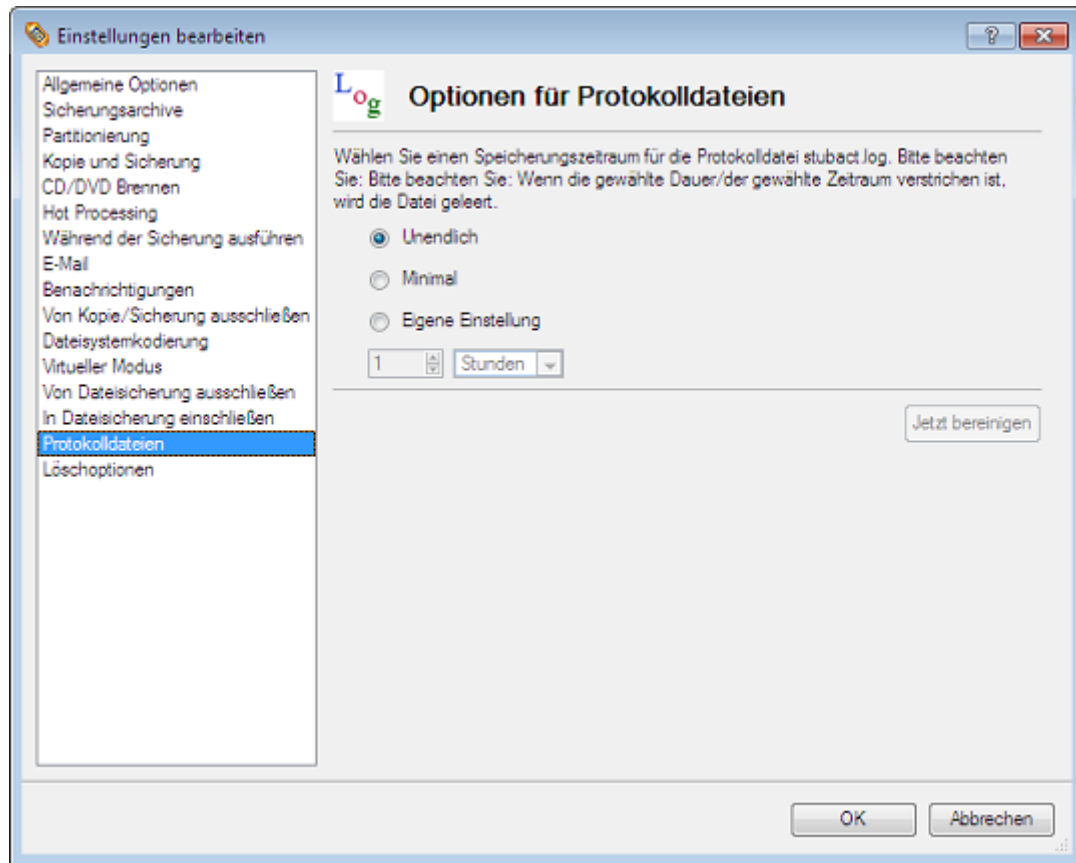 Einstellungen bearbeiten
Allgemeine Optionen
Sicherungsarchive
Partitionierung
Kopie und Sicherung
CD/DVD Brennen
Hot Processing
Während der Sicherung ausführen
E-Mail
Benachrichtigungen
Von Kopie/Sicherung ausschließen
Dateisystemkodierung
Virtueller Modus
Von Dateisicherung ausschließen
In Dateisicherung einschließen
Protokolldateien
Löschoptionen
Log
Optionen für Protokolldateien
Wählen Sie einen Speicherungszeitraum für die Protokolldatei stubact.log. Bitte beachten
Sie: Bitte beachten Sie: Wenn die gewählte Dauer/der gewählte Zeitraum verstrichen ist,
wird die Datei geleert.
Unendlich
Minimal
Eigene Einstellung
1 Stunden
Jetzt bereinigen
OK Abbrechen